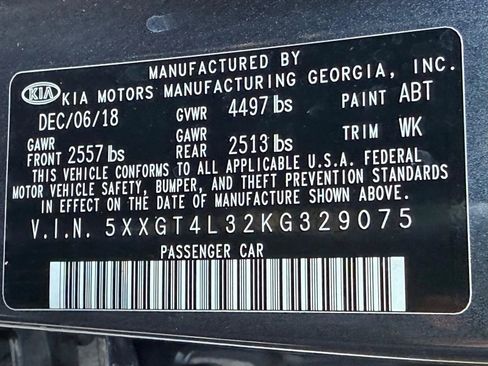 MANUFACTURED BY
KIA KIA MOTORS MANUFACTURING GEORGIA, INC.
DEC/06/18 GVWR 4497 lbs PAINT ABT
GAWR FRONT 2557 lbs GAWR REAR 2513 lbs TRIM WK
THIS VEHICLE CONFORMS TO ALL APPLICABLE U.S.A. FEDERAL
MOTOR VEHICLE SAFETY, BUMPER, AND THEFT PREVENTION STANDARDS
IN EFFECT ON THE DATE OF MANUFACTURE SHOWN ABOVE.
V.I.N. 5XXGT4L32KG329075
PASSENGER CAR